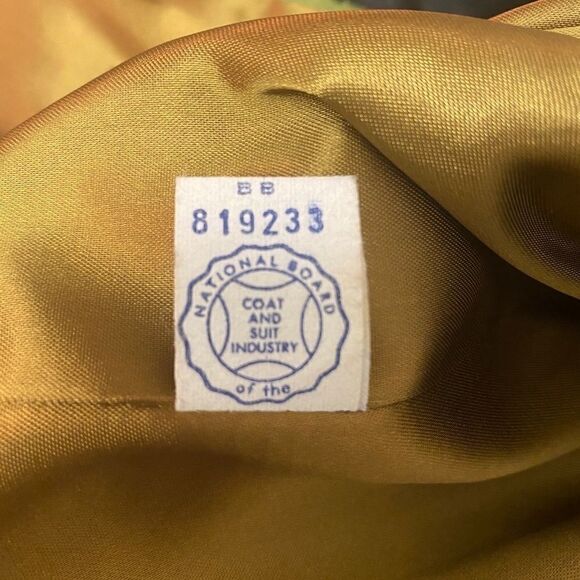 BB
819233
NATIONAL BOARD
of the
COAT
AND
SUIT
INDUSTRY